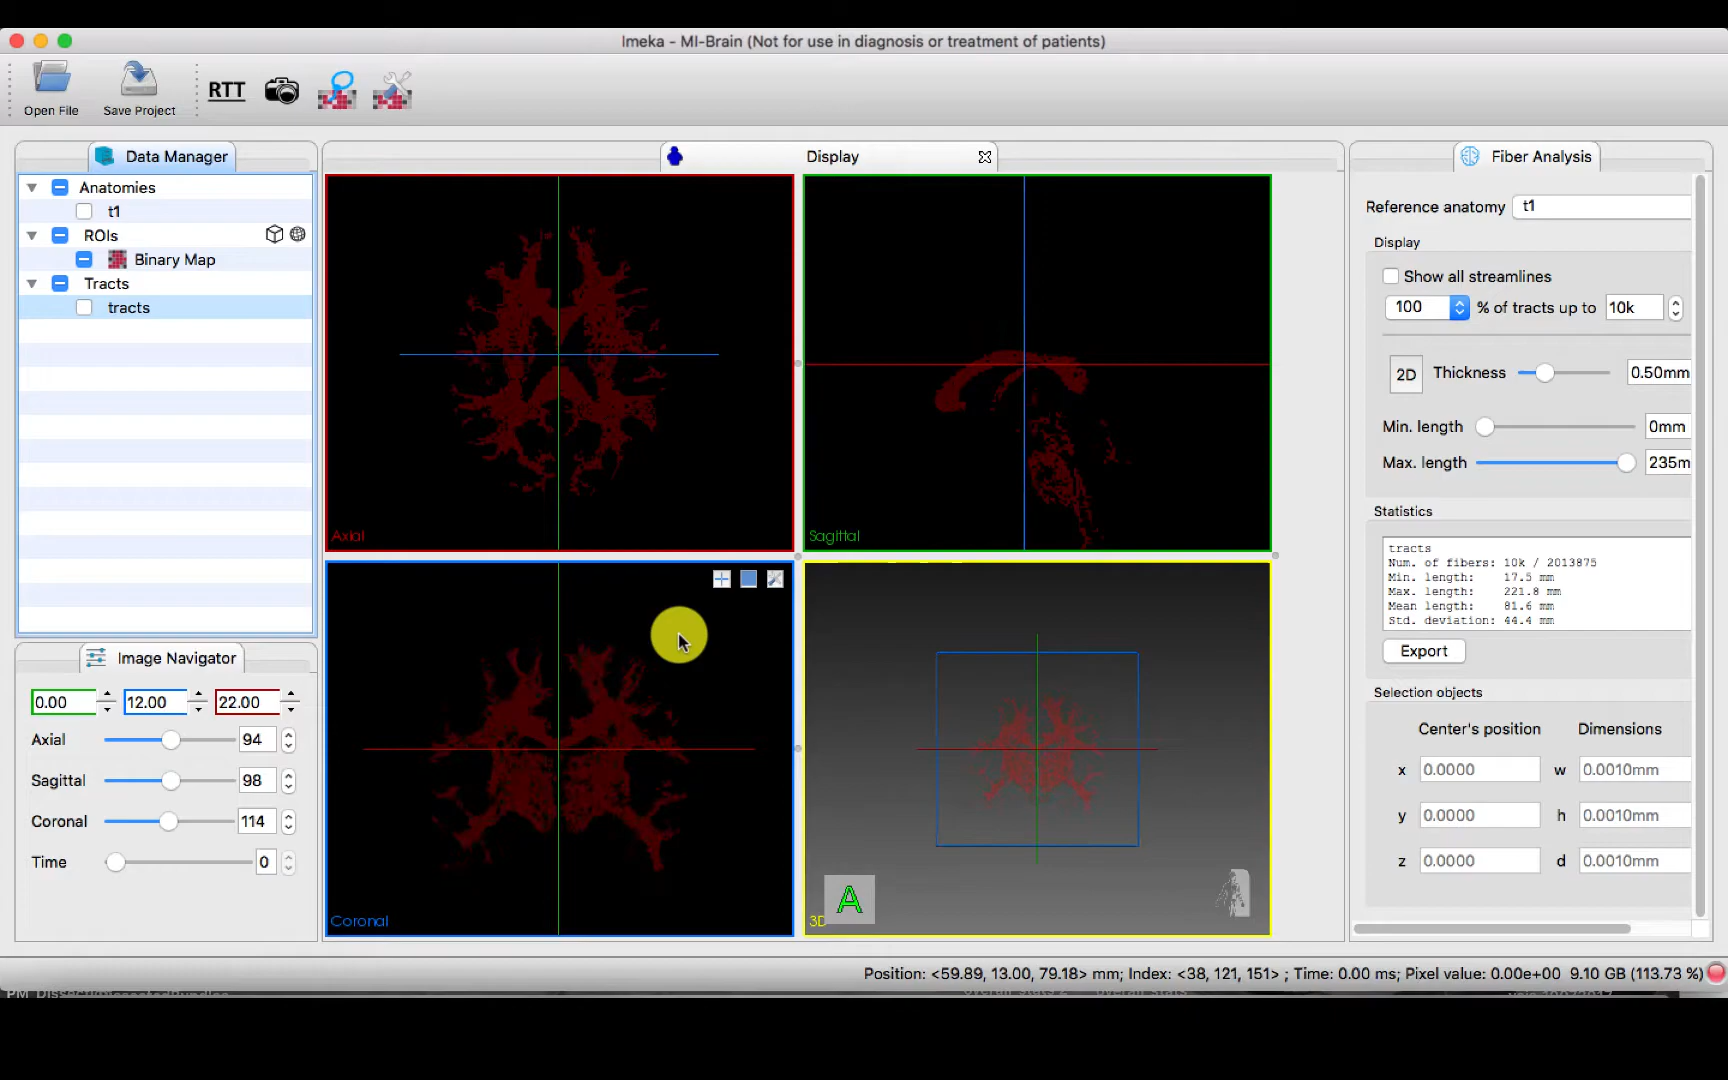 Imeka - MI-Brain (Not for use in diagnosis or treatment of patients)
Open File
Save Project
RTT
Data Manager
Display
Fiber Analysis
Anatomies
t1
ROIs
Binary Map
Tracts
tracts
Axial
Sagittal
Coronal
3D
A
Image Navigator
0.00 12.00 22.00
Axial 94
Sagittal 98
Coronal 114
Time 0
Reference anatomy t1
Display
Show all streamlines
100 % of tracts up to 10k
2D Thickness 0.50mm
Min. length 0mm
Max. length 235m
Statistics
tracts
Num. of fibers: 10k / 2013875
Min. length: 17.5 mm
Max. length: 221.8 mm
Mean length: 81.6 mm
Std. deviation: 44.4 mm
Export
Selection objects
Center's position Dimensions
x 0.0000 w 0.0010mm
y 0.0000 h 0.0010mm
z 0.0000 d 0.0010mm
Position: <59.89, 13.00, 79.18> mm; Index: <38, 121, 151> ; Time: 0.00 ms; Pixel value: 0.00e+00 9.10 GB (113.73 %)